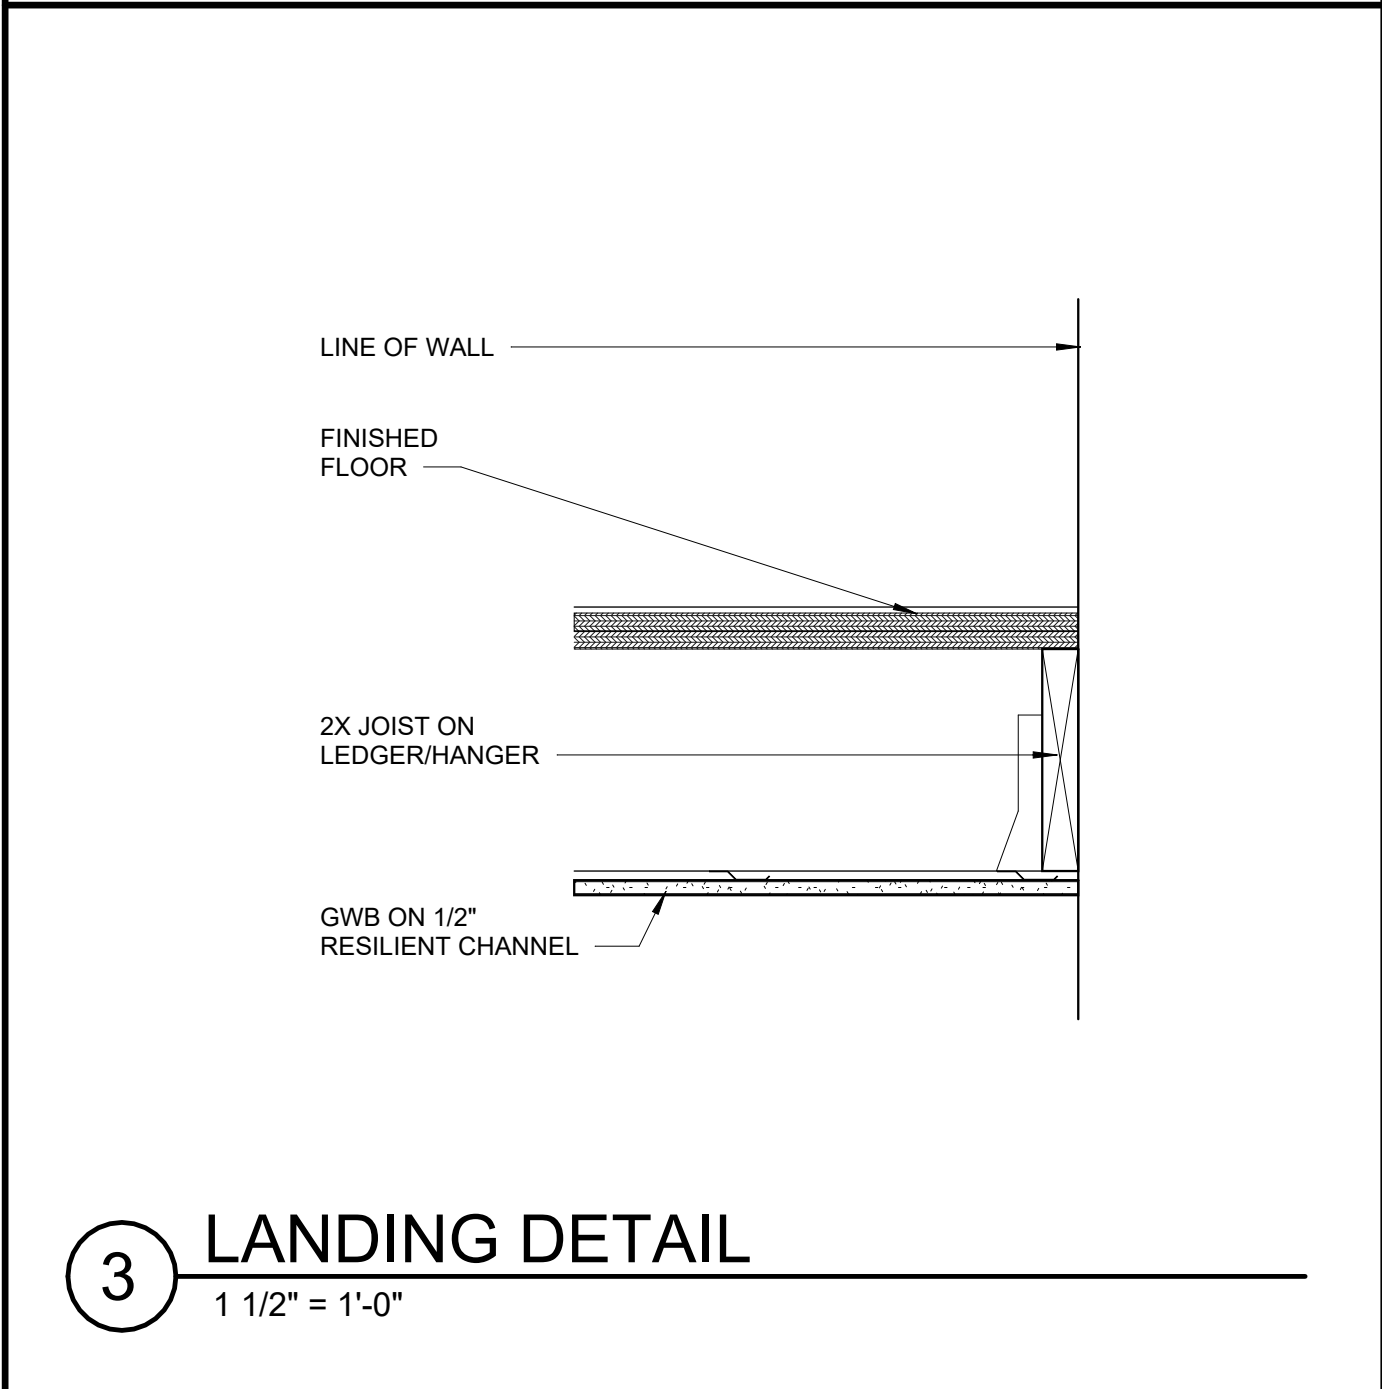 LINE OF WALL
FINISHED
FLOOR
2X JOIST ON
LEDGER/HANGER
GWB ON 1/2"
RESILIENT CHANNEL
3
LANDING DETAIL
1 1/2" = 1'-0"